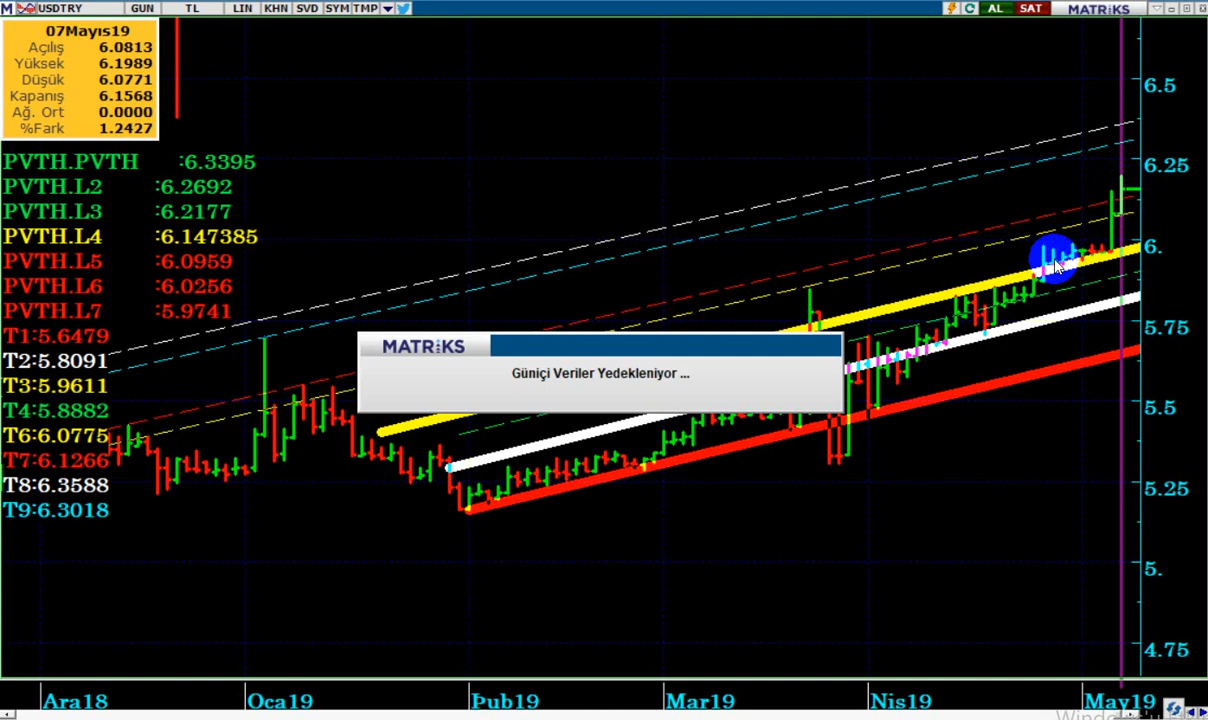 M USDTRY GUN TL LIN KHN SVD SYM TMP AL SAT MATRiKS
07Mayıs19
Açılış 6.0813
Yüksek 6.1989
Düşük 6.0771
Kapanış 6.1568
Ağ. Ort 0.0000
%Fark 1.2427
PVTH.PVTH :6.3395
PVTH.L2 :6.2692
PVTH.L3 :6.2177
PVTH.L4 :6.147385
PVTH.L5 :6.0959
PVTH.L6 :6.0256
PVTH.L7 :5.9741
T1:5.6479
T2:5.8091
T3:5.9611
T4:5.8882
T6:6.0775
T7:6.1266
T8:6.3588
T9:6.3018
MATRiKS
Güniçi Veriler Yedekleniyor ...
6.5
6.25
6.
5.75
5.5
5.25
5.
4.75
Ara18 Oca19 Þub19 Mar19 Nis19 May19